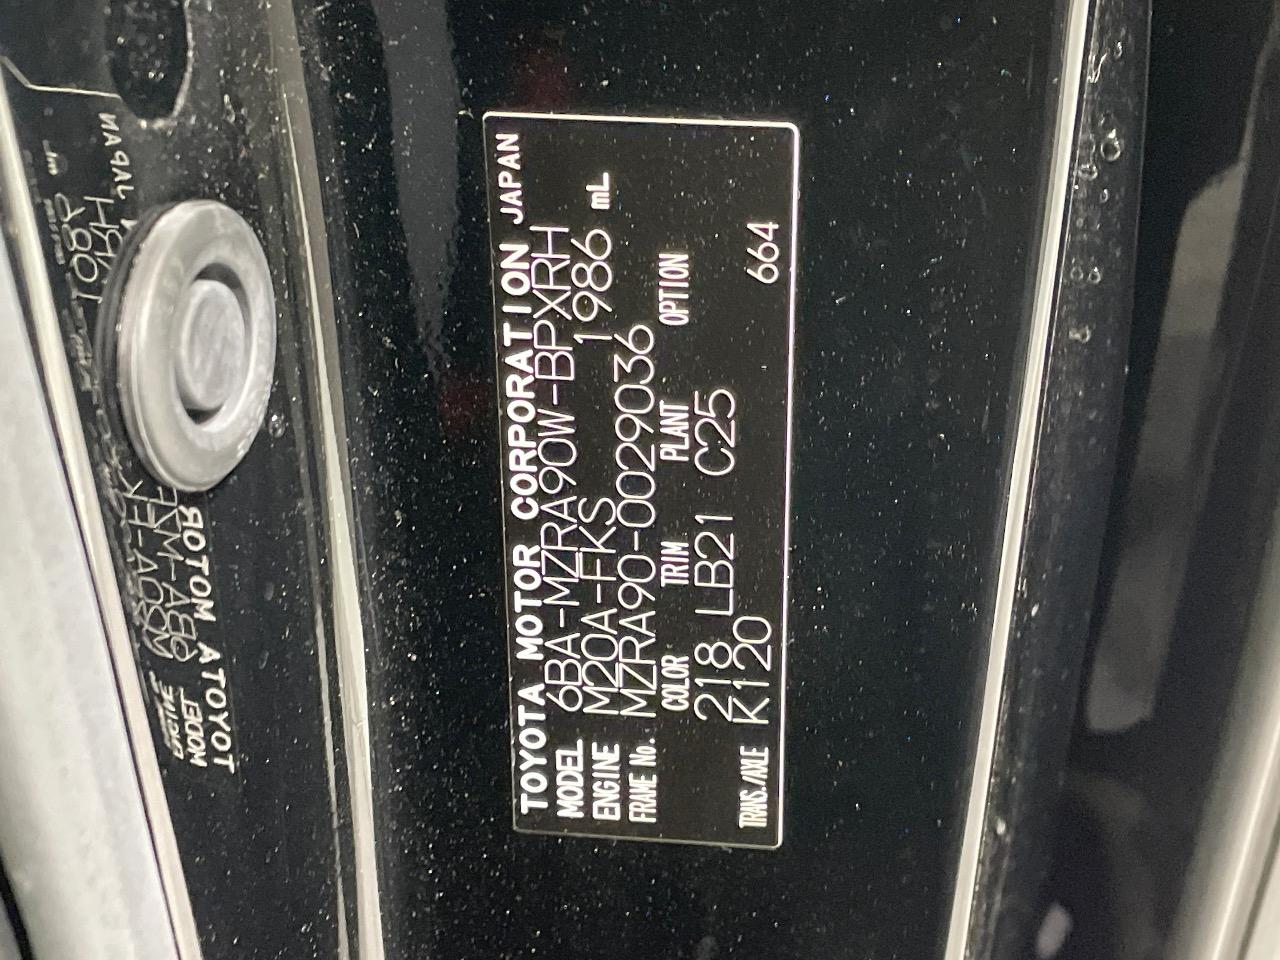 TOYOTA MOTOR CORPORATION JAPAN
MODEL 6BA-MZRA90W-BPXRH
ENGINE M20A-FKS 1986 mL
FRAME No. MZRA90-0029036
COLOR TRIM PLANT OPTION
218 LB21 C25
TRANS./AXLE K120 664